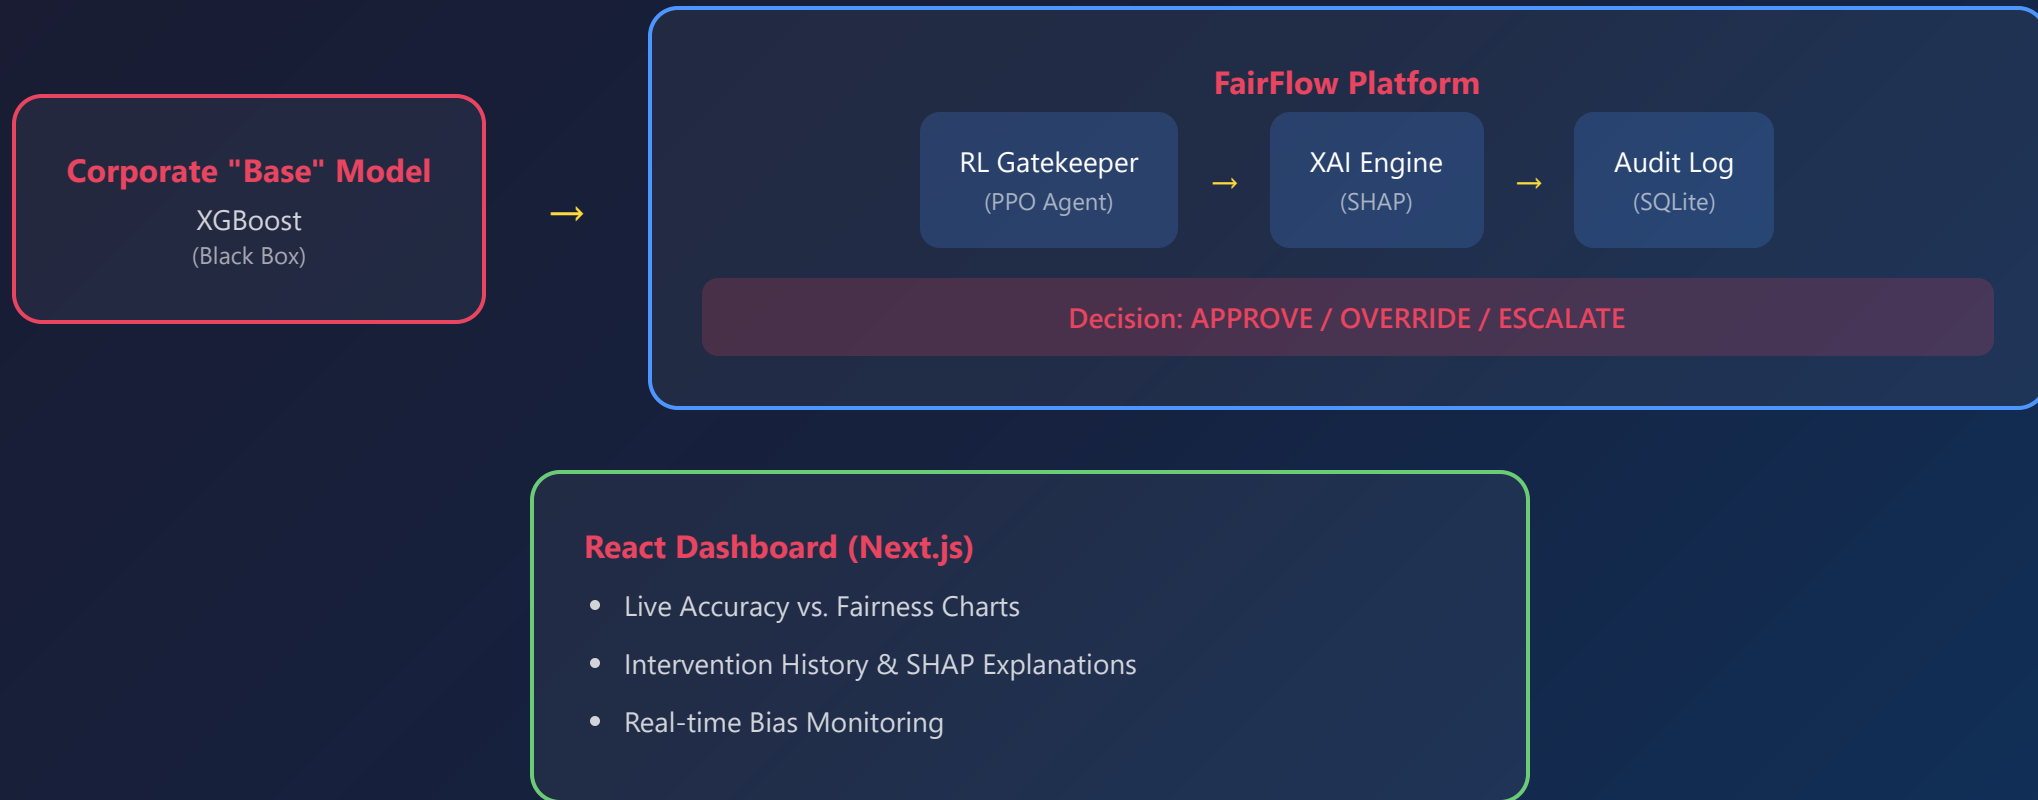 Corporate "Base" Model
XGBoost
(Black Box)
→
FairFlow Platform
RL Gatekeeper
(PPO Agent)
→
XAI Engine
(SHAP)
→
Audit Log
(SQLite)
Decision: APPROVE / OVERRIDE / ESCALATE
React Dashboard (Next.js)
• Live Accuracy vs. Fairness Charts
• Intervention History & SHAP Explanations
• Real-time Bias Monitoring